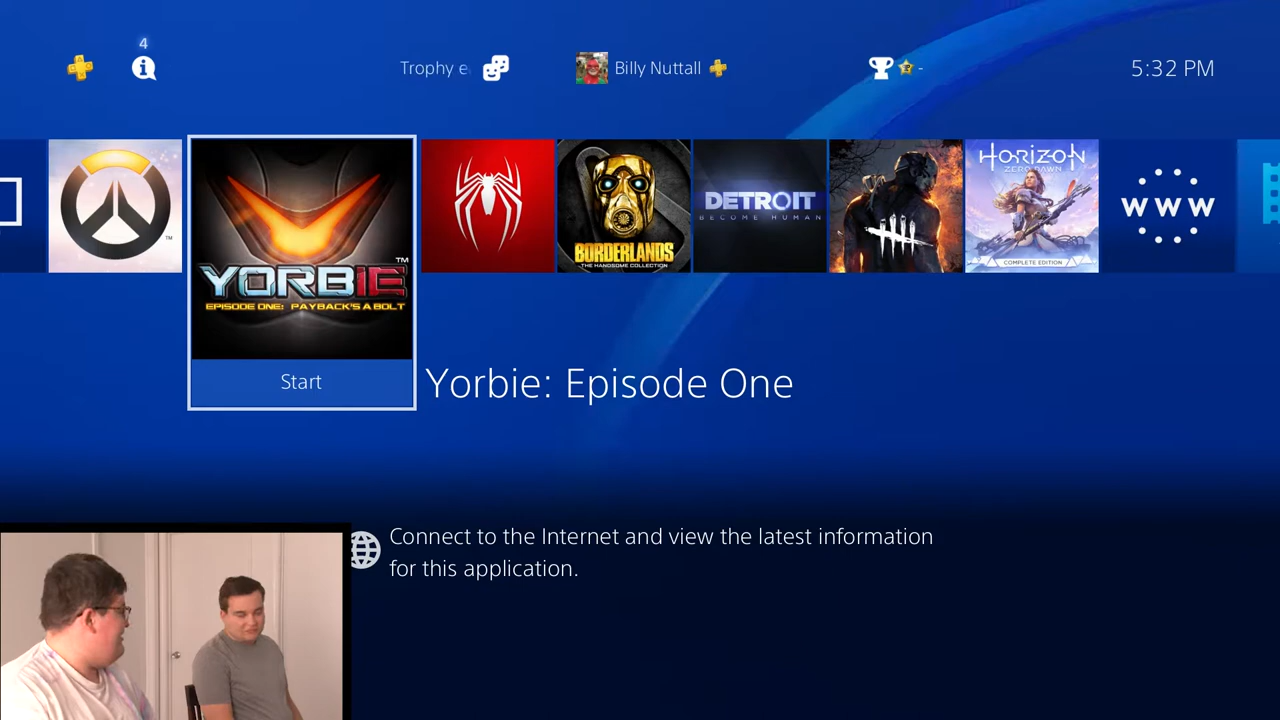 4
Trophy e
Billy Nuttall
-
5:32 PM
YORBIE™
EPISODE ONE: PAYBACK'S A BOLT
Start
Yorbie: Episode One
™
BORDERLANDS
THE HANDSOME COLLECTION
DETROIT
BECOME HUMAN
HORIZON
ZERO DAWN
COMPLETE EDITION
WWW
Connect to the Internet and view the latest information
for this application.